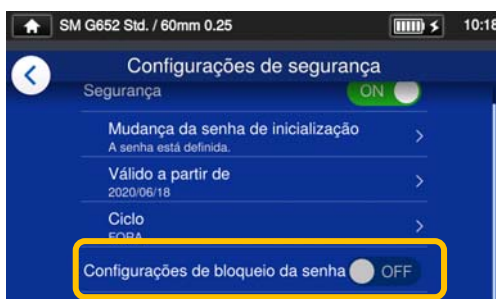 SM G652 Std. / 60mm 0.25
10:18
Configurações de segurança
Segurança ON
Mudança da senha de inicialização
A senha está definida.
Válido a partir de
2020/06/18
Ciclo
FORA
Configurações de bloqueio da senha OFF